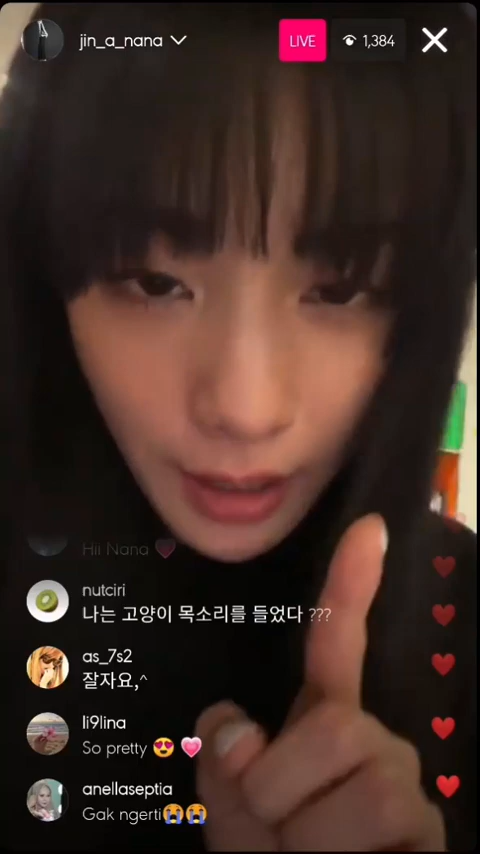 jin_a_nana
LIVE
1,384
Hii Nana 💗
nutciri
나는 고양이 목소리를 들었다 ???
as_7s2
잘자요,^
li9lina
So pretty 😍 💗
anellaseptia
Gak ngerti😭😭